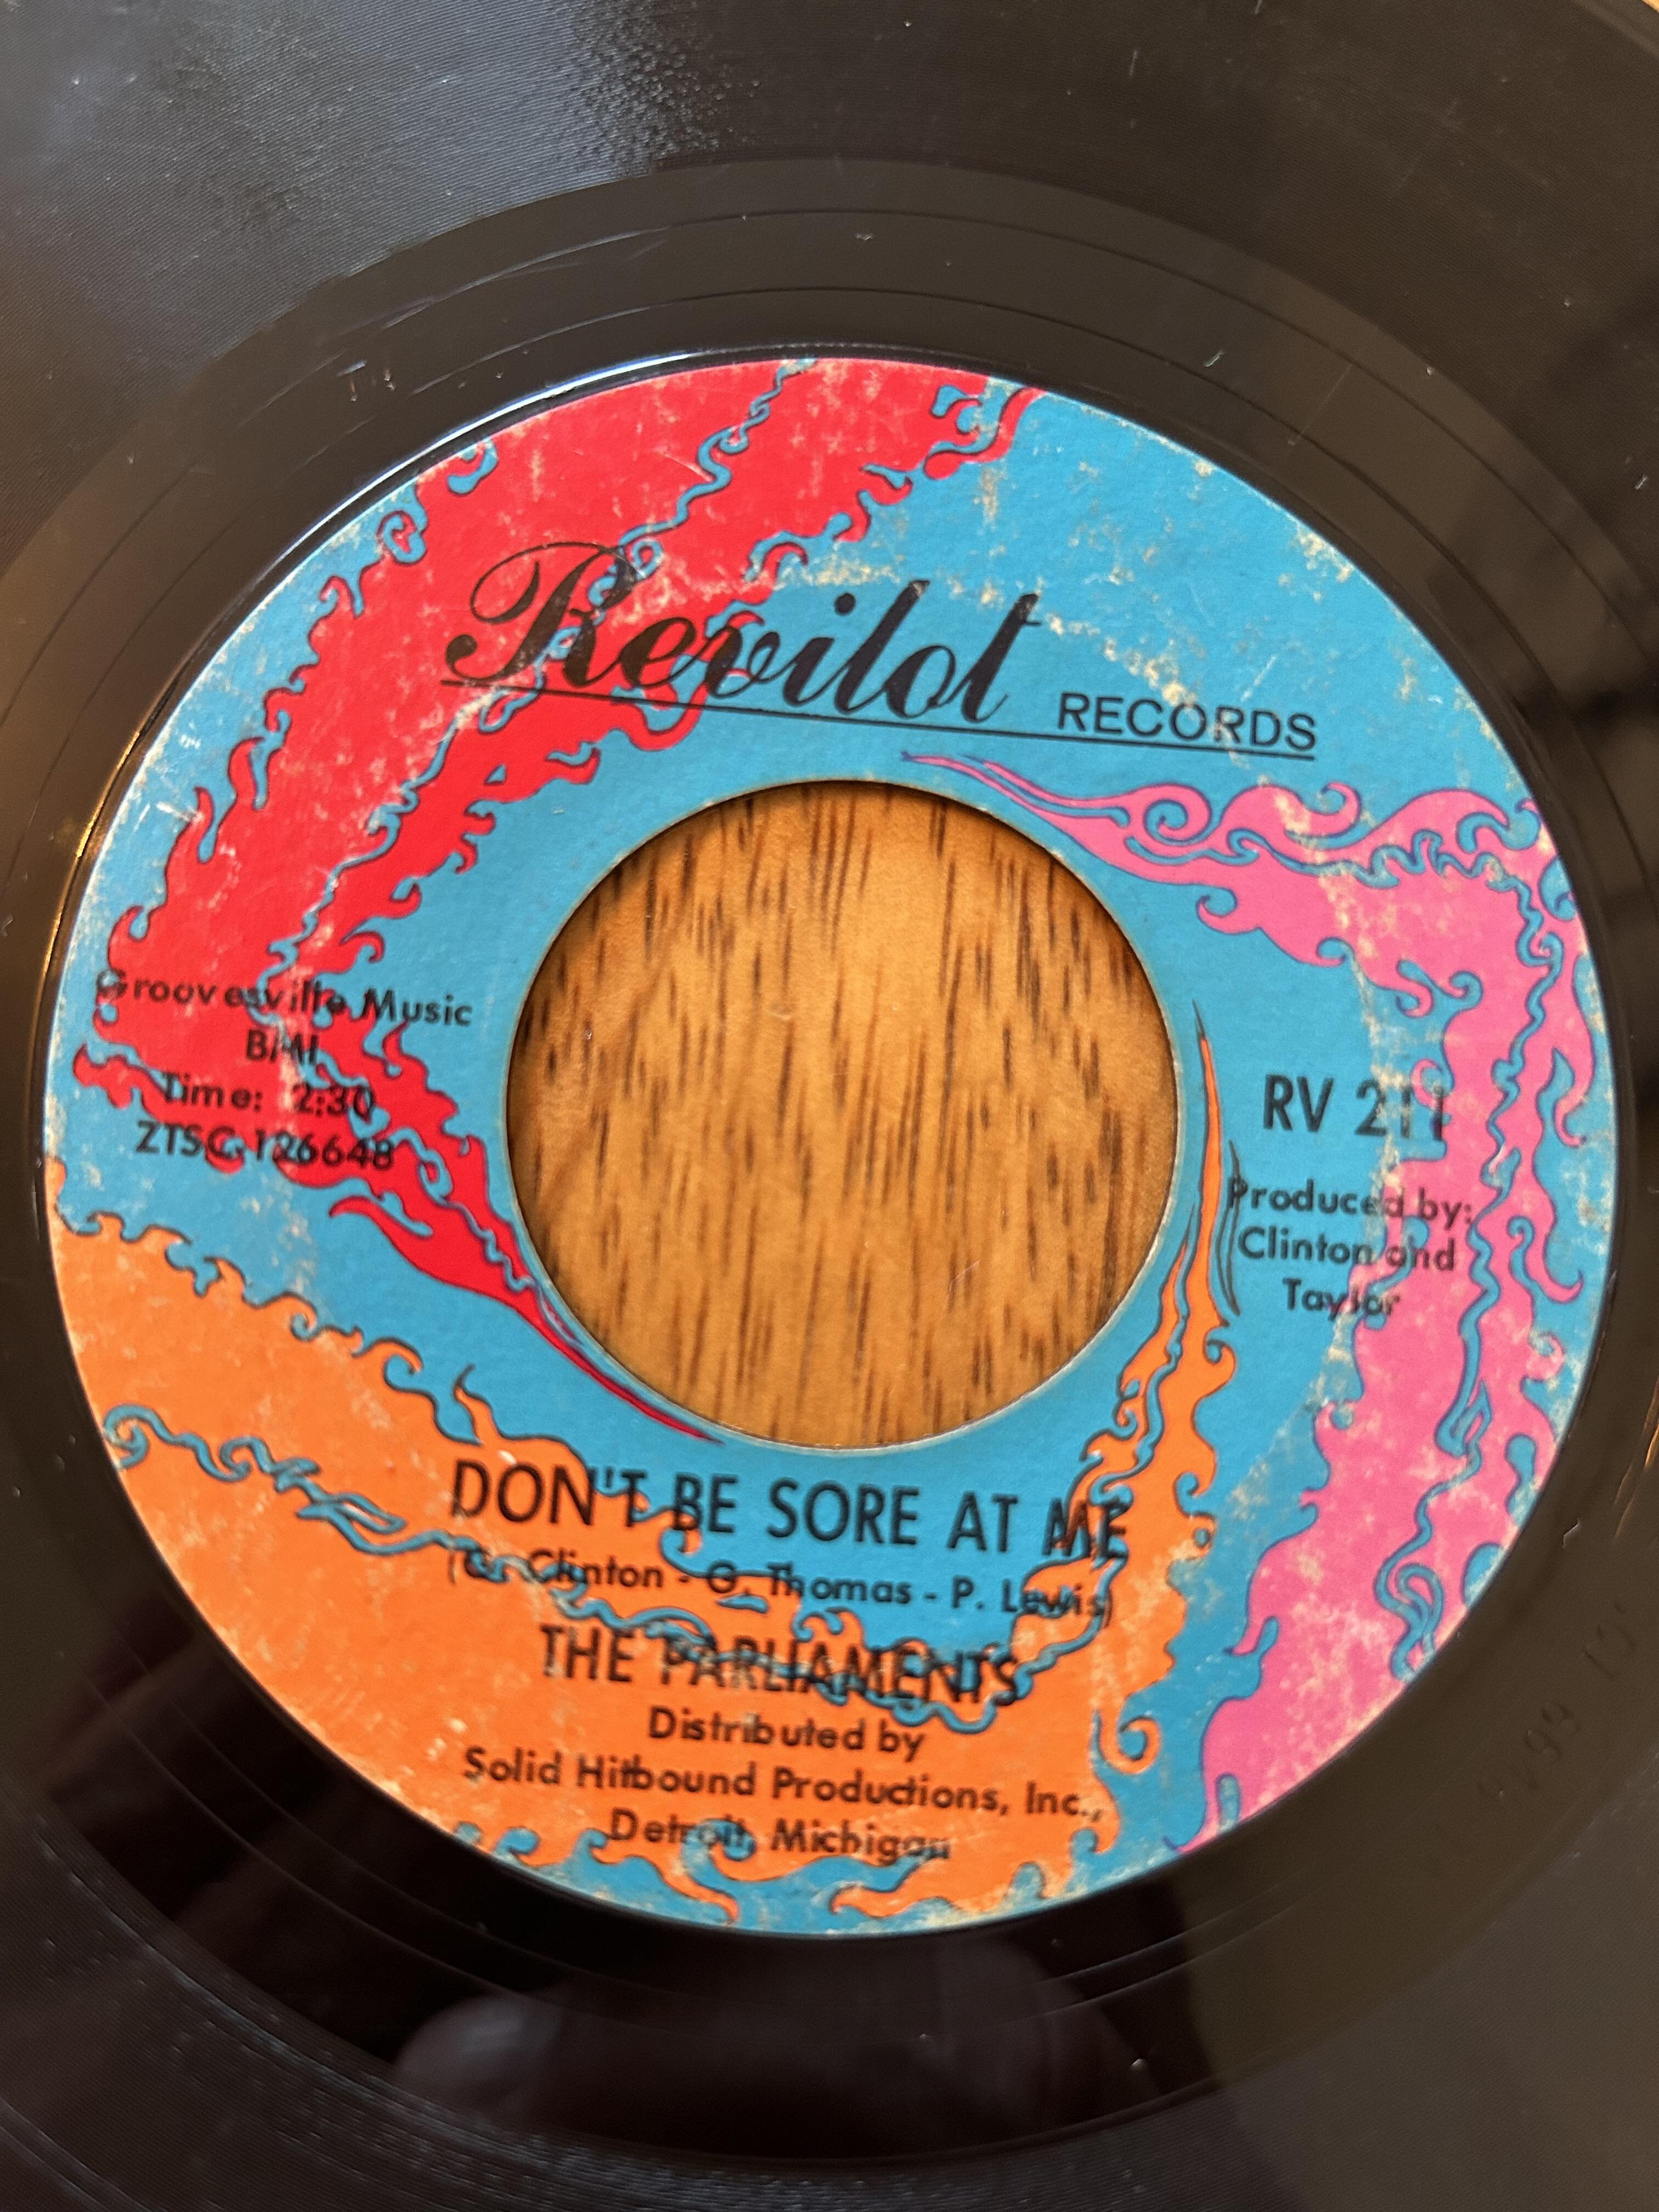 Revilot RECORDS
Groovesville Music
BMI
Time: 2:30
ZTSC-126648
RV 211
Produced by:
Clinton and
Taylor
DON'T BE SORE AT ME
(G. Clinton - G. Thomas - P. Lewis)
THE PARLIAMENTS
Distributed by
Solid Hitbound Productions, Inc.,
Detroit, Michigan